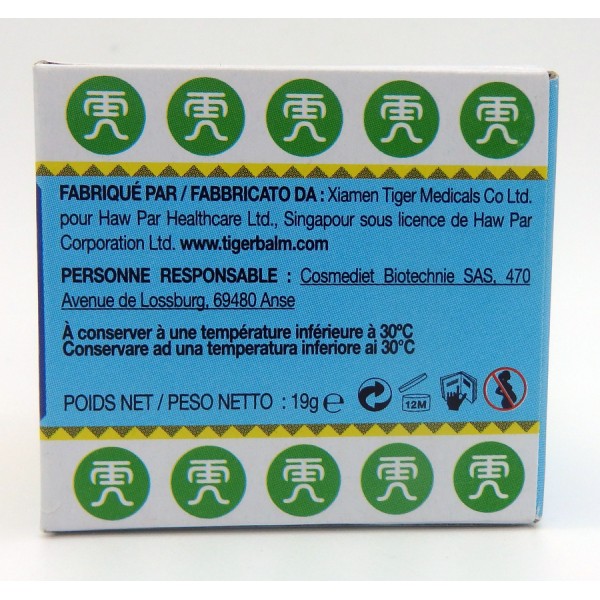 FABRIQUÉ PAR / FABBRICATO DA : Xiamen Tiger Medicals Co Ltd.
pour Haw Par Healthcare Ltd., Singapour sous licence de Haw Par
Corporation Ltd. www.tigerbalm.com
PERSONNE RESPONSABLE : Cosmediet Biotechnie SAS, 470
Avenue de Lossburg, 69480 Anse
À conserver à une température inférieure à 30ºC
Conservare ad una temperatura inferiore ai 30°C
POIDS NET / PESO NETTO : 19g ℮
12M